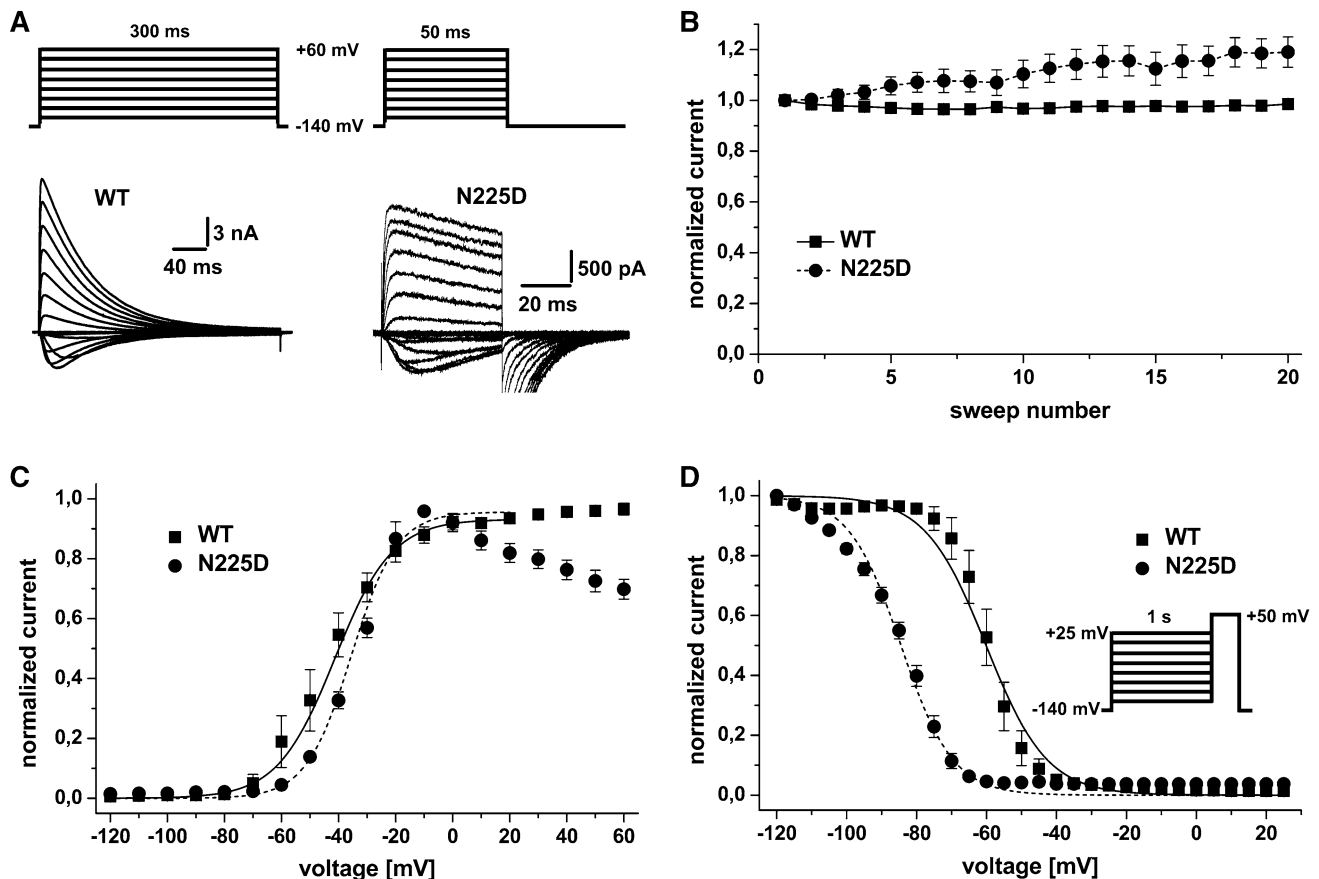 A
300 ms
+60 mV
-140 mV
50 ms
WT
3 nA
40 ms
N225D
500 pA
20 ms
B
normalized current
1,2
1,0
0,8
0,6
0,4
0,2
0,0
WT
N225D
0 5 10 15 20
sweep number
C
normalized current
1,0
0,8
0,6
0,4
0,2
0,0
WT
N225D
-120 -100 -80 -60 -40 -20 0 20 40 60
voltage [mV]
D
normalized current
1,0
0,8
0,6
0,4
0,2
0,0
WT
N225D
1 s
+50 mV
+25 mV
-140 mV
-120 -100 -80 -60 -40 -20 0 20
voltage [mV]